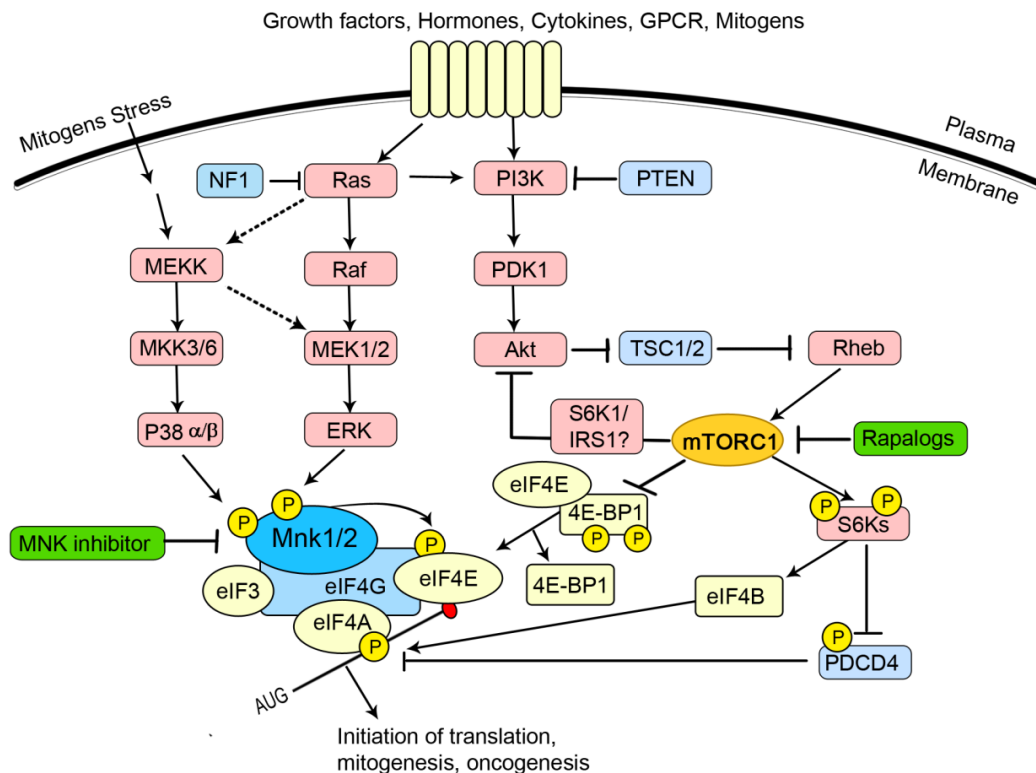 Growth factors, Hormones, Cytokines, GPCR, Mitogens
Mitogens Stress
Plasma
Membrane
NF1
Ras
PI3K
PTEN
MEKK
Raf
PDK1
MKK3/6
MEK1/2
Akt
TSC1/2
Rheb
P38 α/β
ERK
S6K1/
IRS1?
mTORC1
Rapalogs
eIF4E
4E-BP1
P
P
P
P
S6Ks
P
P
Mnk1/2
MNK inhibitor
P
eIF4E
4E-BP1
eIF3
eIF4G
eIF4A
P
eIF4B
P
PDCD4
AUG
Initiation of translation,
mitogenesis, oncogenesis